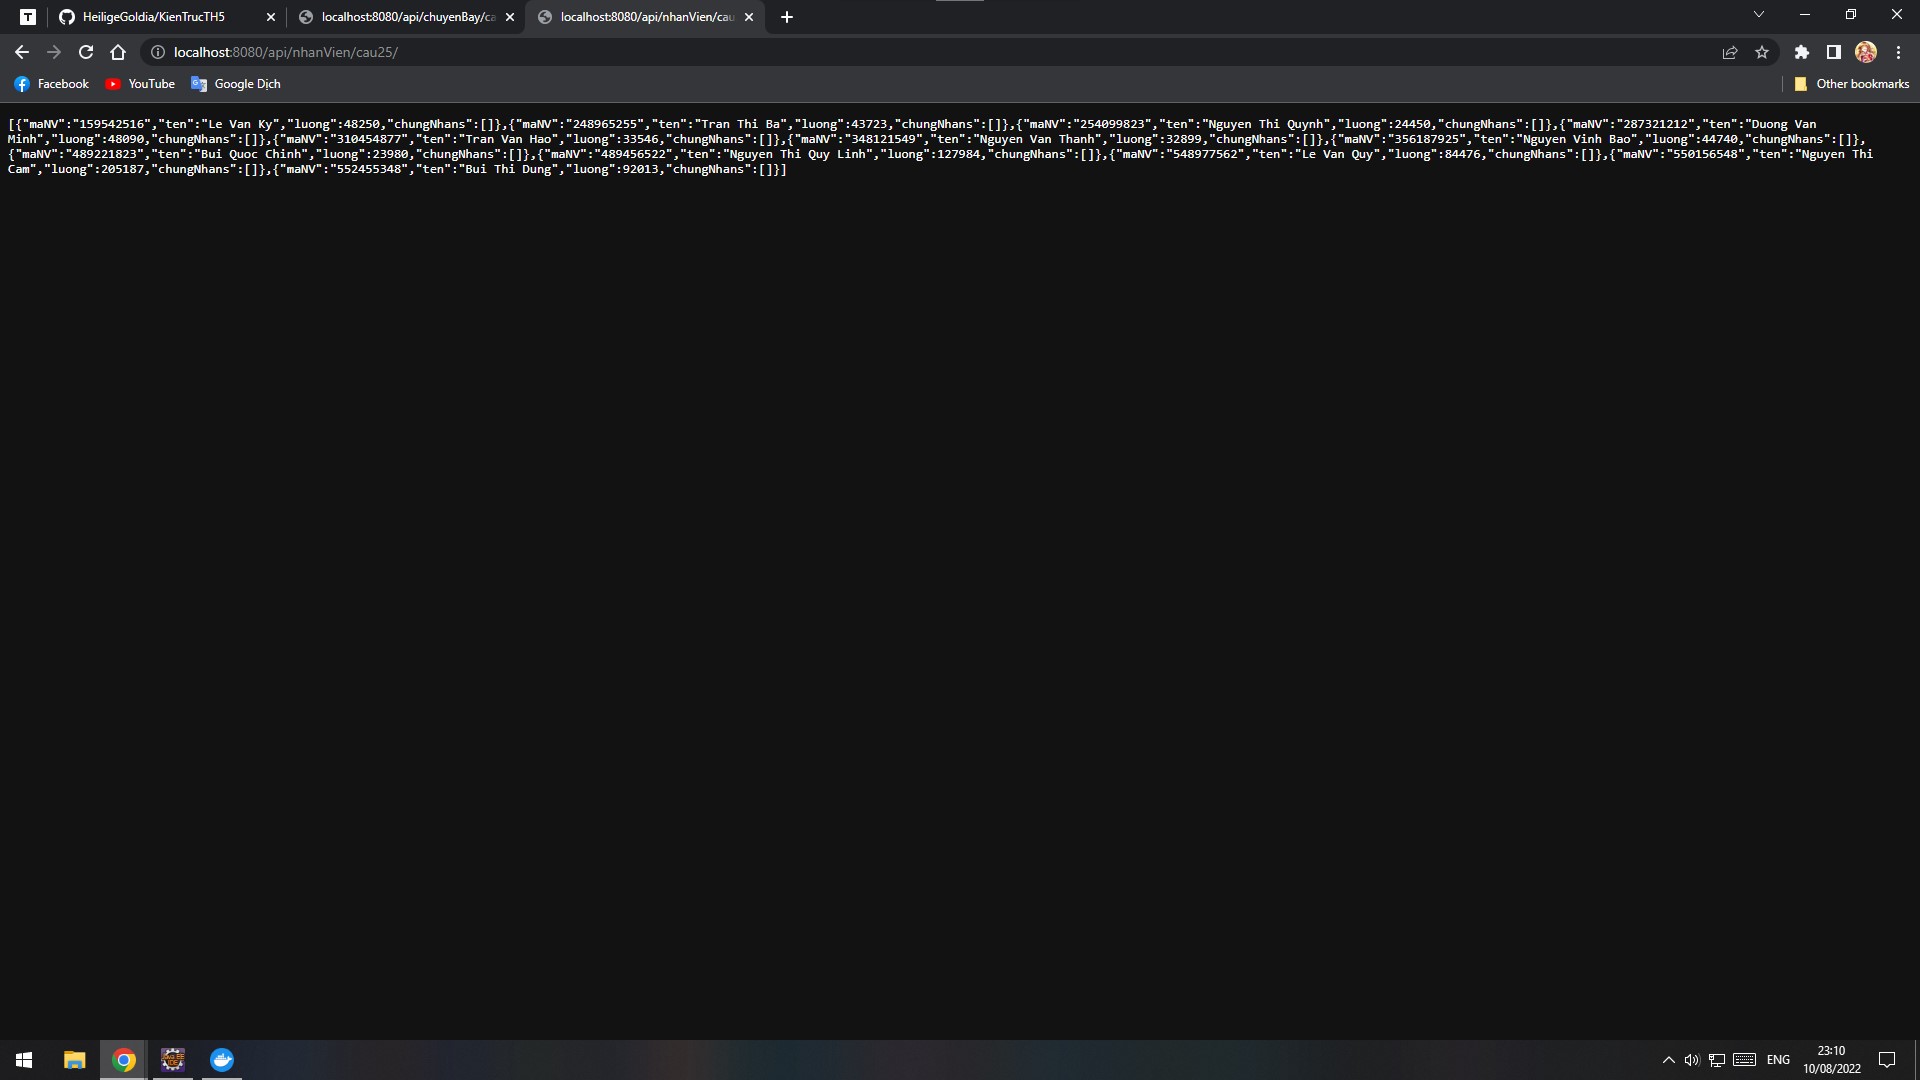 HeiligeGoldia/KienTrucTH5
localhost:8080/api/chuyenBay/ca
localhost:8080/api/nhanVien/cau
localhost:8080/api/nhanVien/cau25/
Facebook
YouTube
Google Dịch
Other bookmarks
[{"maNV":"159542516","ten":"Le Van Ky","luong":48250,"chungNhans":[]},{"maNV":"248965255","ten":"Tran Thi Ba","luong":43723,"chungNhans":[]},{"maNV":"254099823","ten":"Nguyen Thi Quynh","luong":24450,"chungNhans":[]},{"maNV":"287321212","ten":"Duong Van
Minh","luong":48090,"chungNhans":[]},{"maNV":"310454877","ten":"Tran Van Hao","luong":33546,"chungNhans":[]},{"maNV":"348121549","ten":"Nguyen Van Thanh","luong":32899,"chungNhans":[]},{"maNV":"356187925","ten":"Nguyen Vinh Bao","luong":44740,"chungNhans":[]},
{"maNV":"489221823","ten":"Bui Quoc Chinh","luong":23980,"chungNhans":[]},{"maNV":"489456522","ten":"Nguyen Thi Quy Linh","luong":127984,"chungNhans":[]},{"maNV":"548977562","ten":"Le Van Quy","luong":84476,"chungNhans":[]},{"maNV":"550156548","ten":"Nguyen Thi
Cam","luong":205187,"chungNhans":[]},{"maNV":"552455348","ten":"Bui Thi Dung","luong":92013,"chungNhans":[]}]
ENG
23:10
10/08/2022